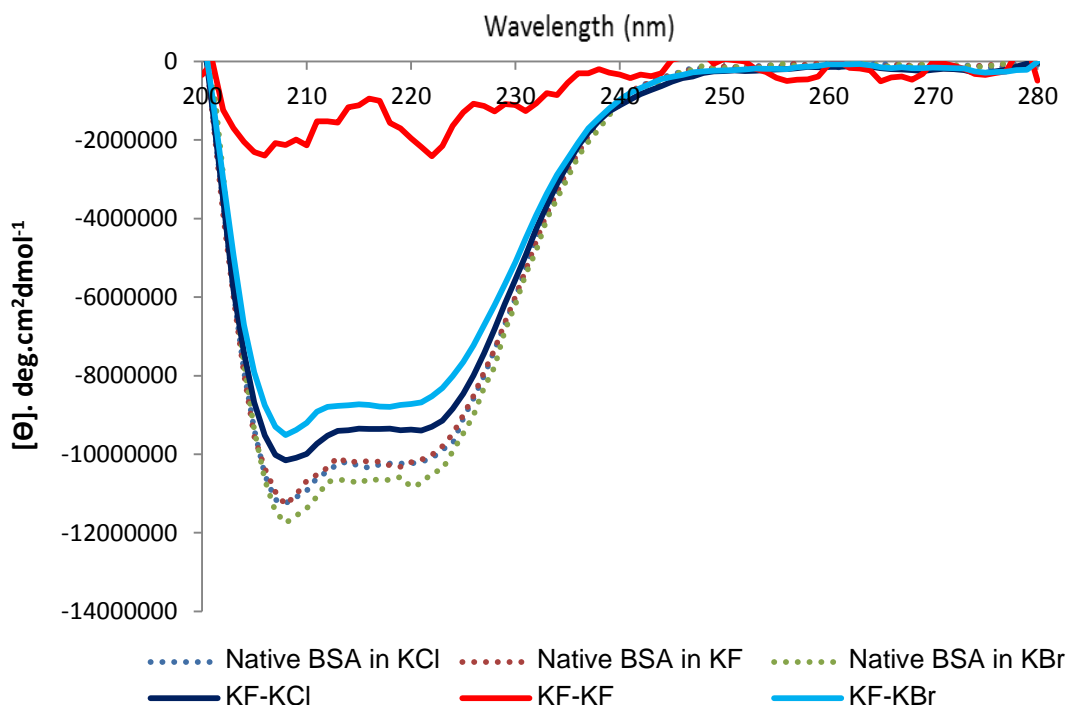 Wavelength (nm)
0
200 210 220 230 240 250 260 270 280
-2000000
-4000000
-6000000
-8000000
-10000000
-12000000
-14000000
[Ɵ]. deg.cm²dmol⁻¹
Native BSA in KCl Native BSA in KF Native BSA in KBr
KF-KCl KF-KF KF-KBr